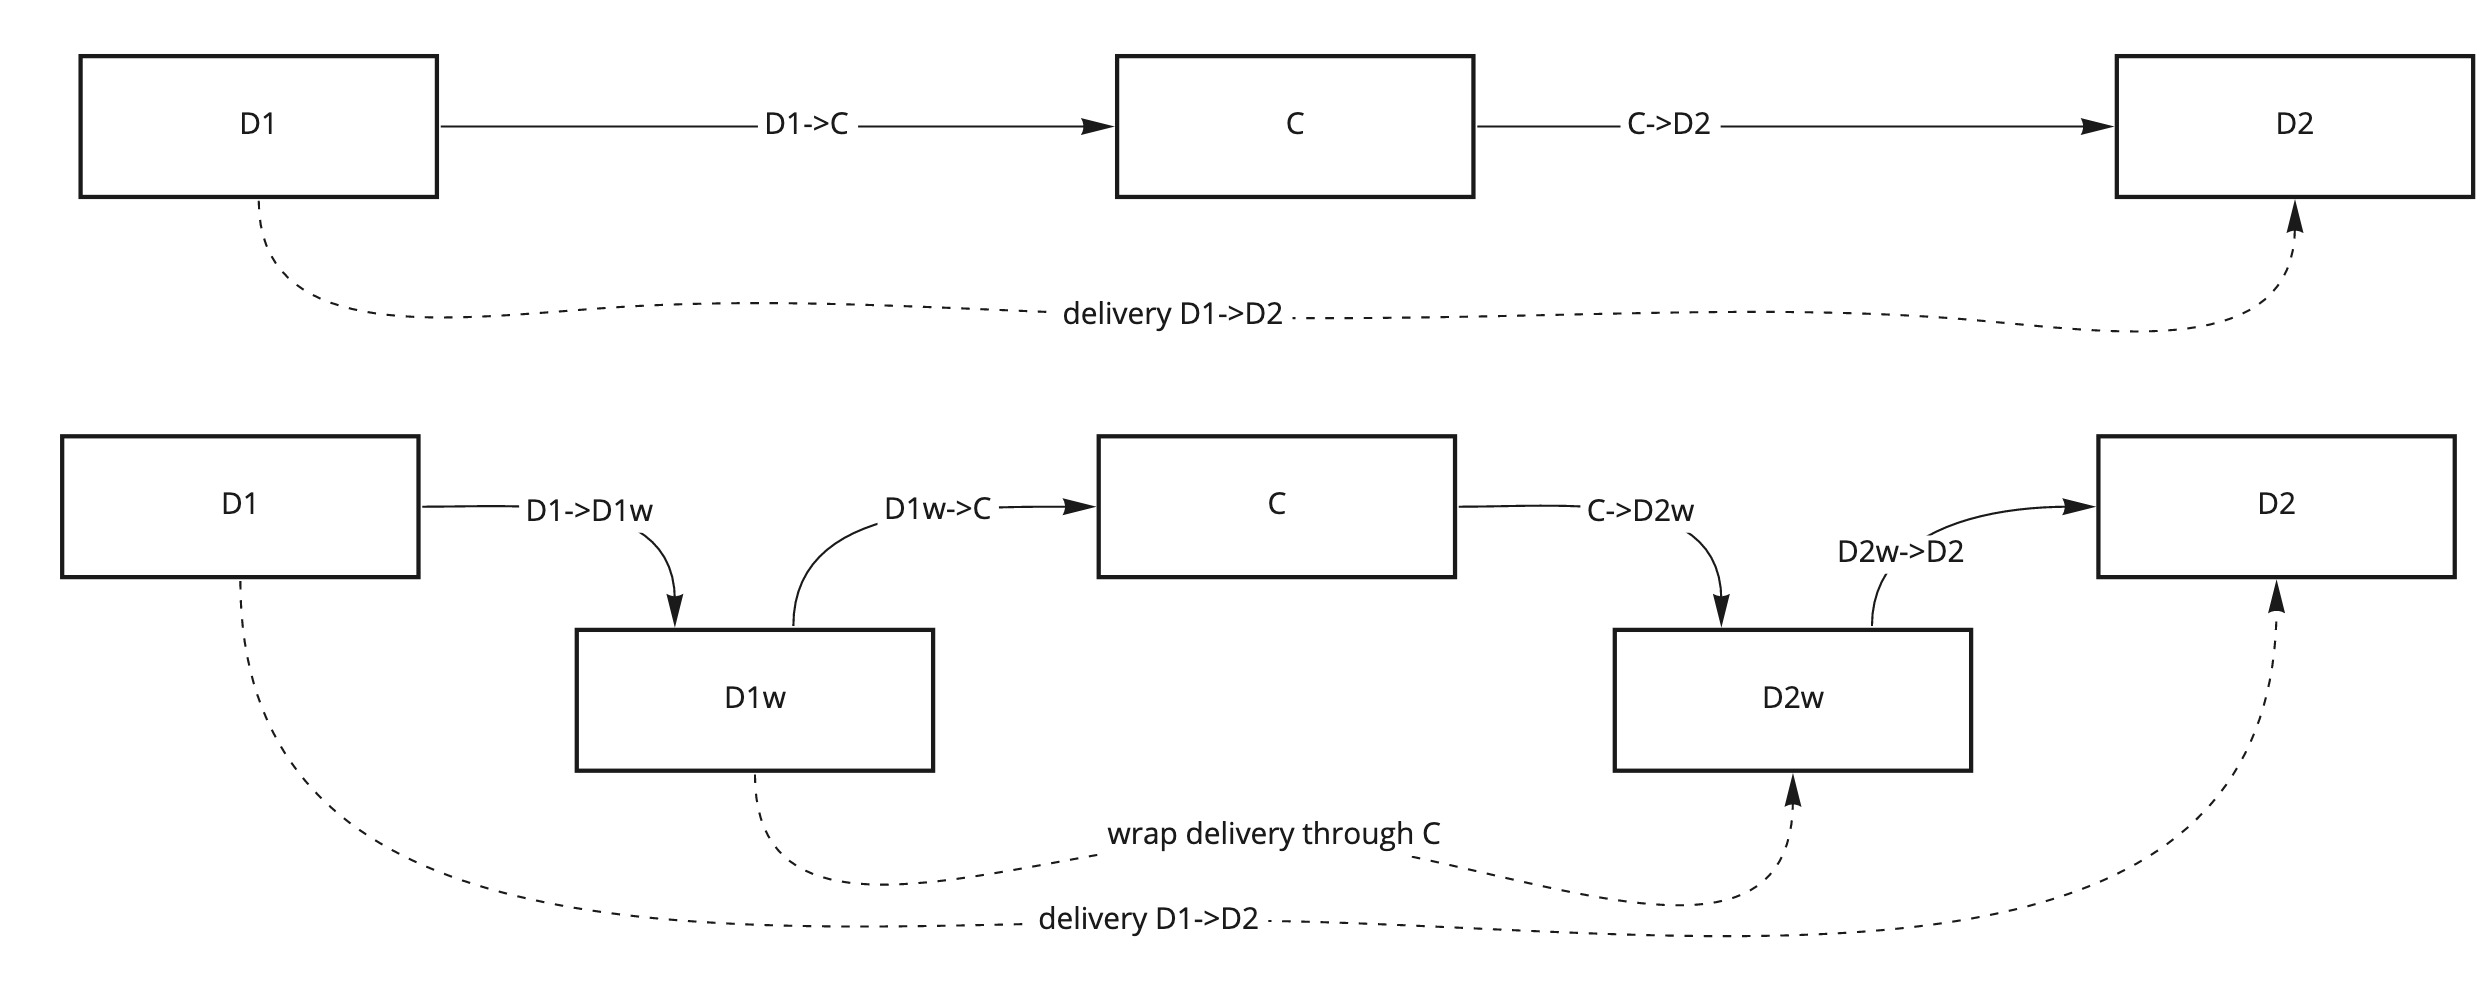 D1
D1->C
C
C->D2
D2
delivery D1->D2
D1
D1->D1w
D1w->C
C
C->D2w
D2w->D2
D2
D1w
D2w
wrap delivery through C
delivery D1->D2